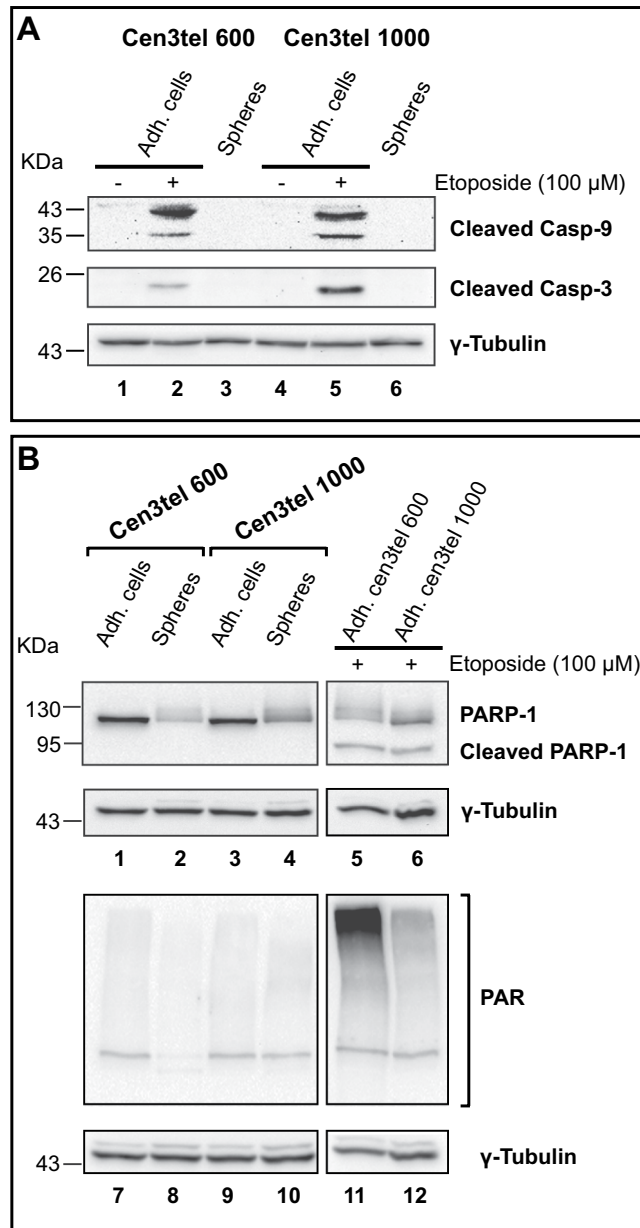 A
Cen3tel 600 Cen3tel 1000
Adh. cells Spheres Adh. cells Spheres
KDa
- + - + Etoposide (100 µM)
43
35
Cleaved Casp-9
26
Cleaved Casp-3
43
γ-Tubulin
1 2 3 4 5 6
B
Cen3tel 600 Cen3tel 1000
Adh. cells Spheres Adh. cells Spheres Adh. cen3tel 600 Adh. cen3tel 1000
KDa
+ + Etoposide (100 µM)
130
PARP-1
95
Cleaved PARP-1
43
γ-Tubulin
1 2 3 4 5 6
PAR
43
γ-Tubulin
7 8 9 10 11 12